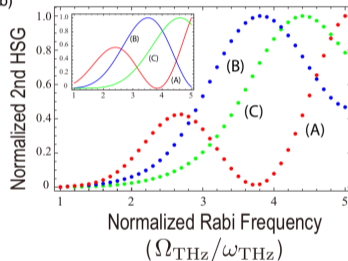 b)
1.0
0.8
0.6
0.4
0.2
0
1 2 3 4 5
(B)
(C)
(A)
1.0
0.8
0.6
0.4
0.2
0
Normalized 2nd HSG
(B)
(C)
(A)
1 2 3 4 5
Normalized Rabi Frequency
(Ω_THz/ω_THz)